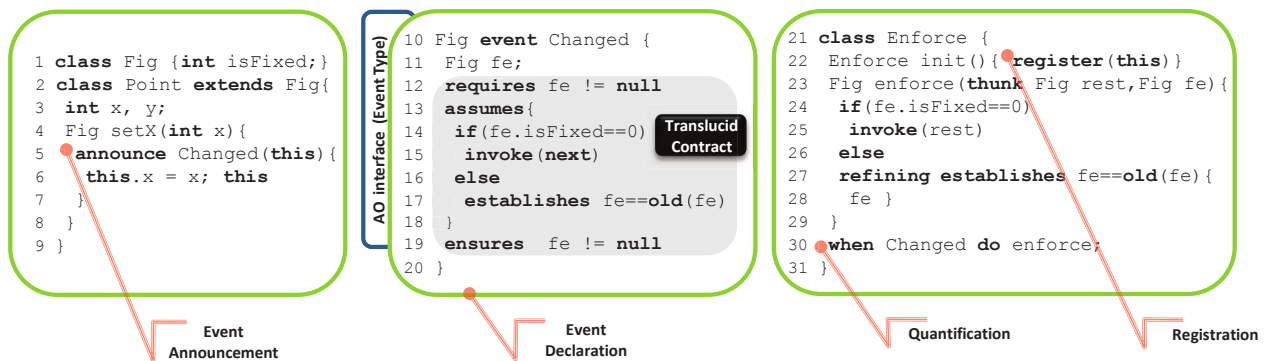 1 class Fig {int isFixed;}
2 class Point extends Fig{
3 int x, y;
4 Fig setX(int x){
5 announce Changed(this){
6 this.x = x; this
7 }
8 }
9 }
Event
Announcement
AO interface (Event Type)
10 Fig event Changed {
11 Fig fe;
12 requires fe != null
13 assumes{
14 if(fe.isFixed==0)
15 invoke(next)
16 else
17 establishes fe==old(fe)
18 }
19 ensures fe != null
20 }
Translucid
Contract
Event
Declaration
21 class Enforce {
22 Enforce init(){ register(this)}
23 Fig enforce(thunk Fig rest,Fig fe){
24 if(fe.isFixed==0)
25 invoke(rest)
26 else
27 refining establishes fe==old(fe){
28 fe }
29 }
30 when Changed do enforce;
31 }
Quantification
Registration